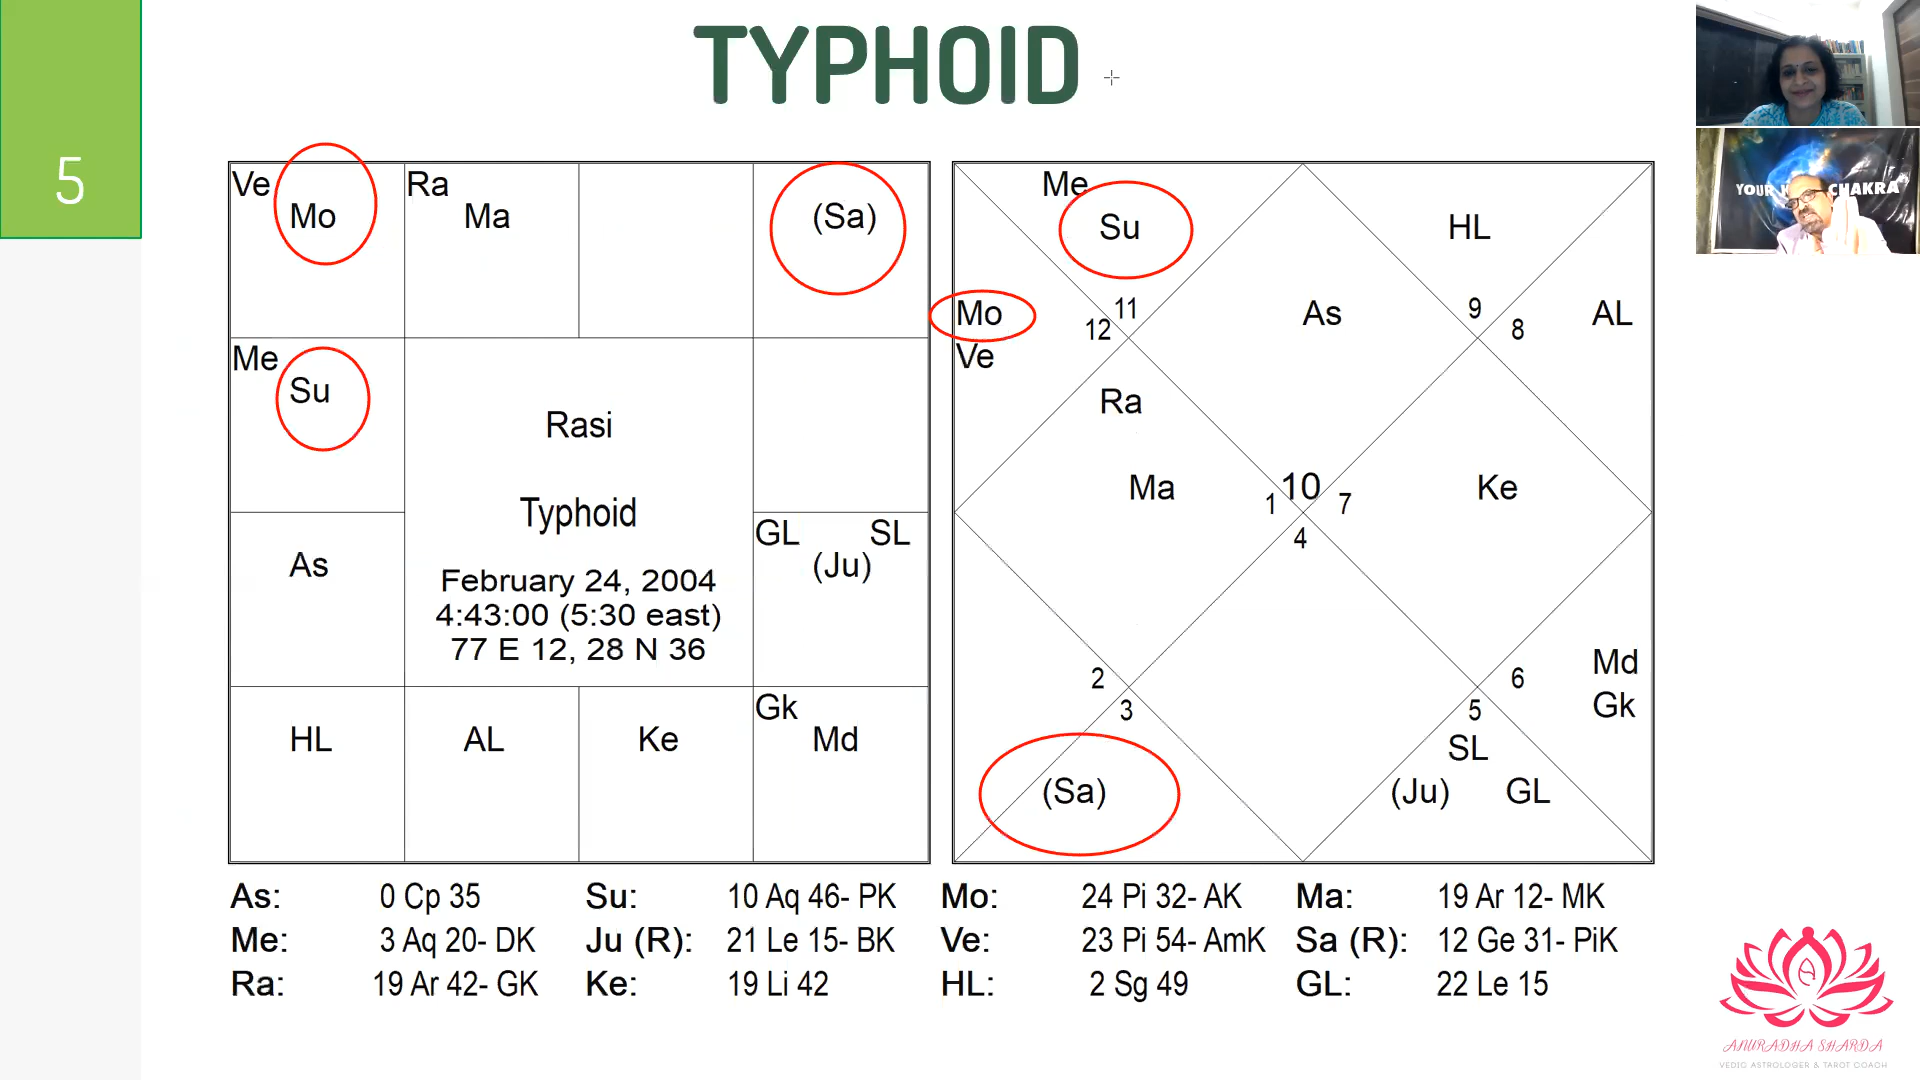 TYPHOID
5
Ve
Mo
Ra
Ma
(Sa)
Me
Su
Rasi
Typhoid
February 24, 2004
4:43:00 (5:30 east)
77 E 12, 28 N 36
As
GL SL
(Ju)
HL
AL
Ke
Gk
Md
Me
Su
HL
Mo
11
12
As
9
8
AL
Ve
Ra
Ma
1 10 7
4
Ke
2
3
6
5
Md
Gk
SL
(Sa)
(Ju) GL
As: 0 Cp 35 Su: 10 Aq 46- PK Mo: 24 Pi 32- AK Ma: 19 Ar 12- MK
Me: 3 Aq 20- DK Ju (R): 21 Le 15- BK Ve: 23 Pi 54- AmK Sa (R): 12 Ge 31- PiK
Ra: 19 Ar 42- GK Ke: 19 Li 42 HL: 2 Sg 49 GL: 22 Le 15
YOUR CHAKRA
ANURADHA SHARDA
VEDIC ASTROLOGER & TAROT COACH